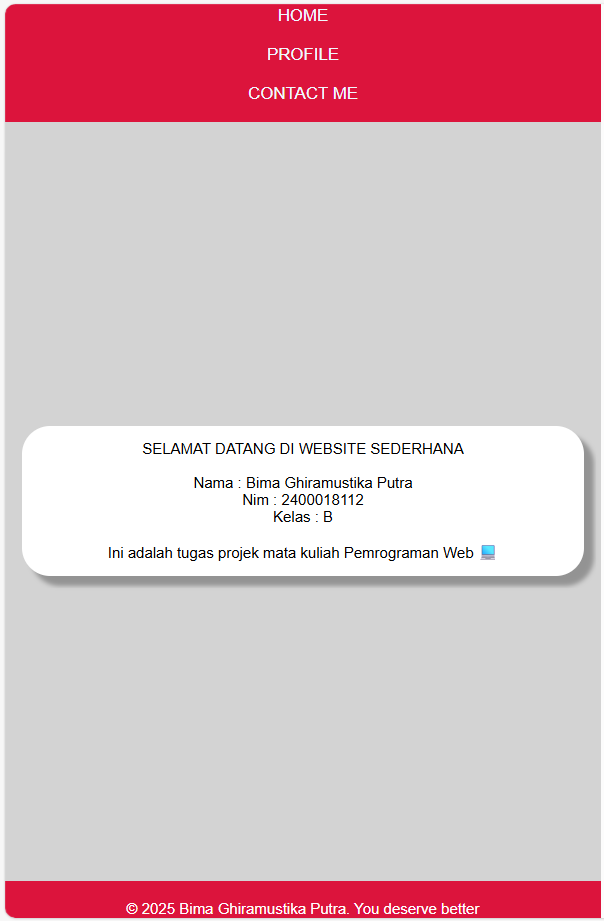 HOME
PROFILE
CONTACT ME
SELAMAT DATANG DI WEBSITE SEDERHANA
Nama : Bima Ghiramustika Putra
Nim : 2400018112
Kelas : B
Ini adalah tugas projek mata kuliah Pemrograman Web 💻
© 2025 Bima Ghiramustika Putra. You deserve better